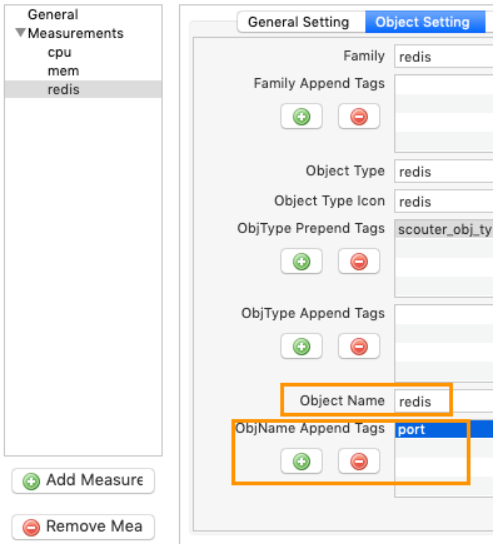 General
Measurements
cpu
mem
redis
Add Measure
Remove Mea
General Setting
Object Setting
Family redis
Family Append Tags
Object Type redis
Object Type Icon redis
ObjType Prepend Tags scouter_obj_ty
ObjType Append Tags
Object Name redis
ObjName Append Tags port